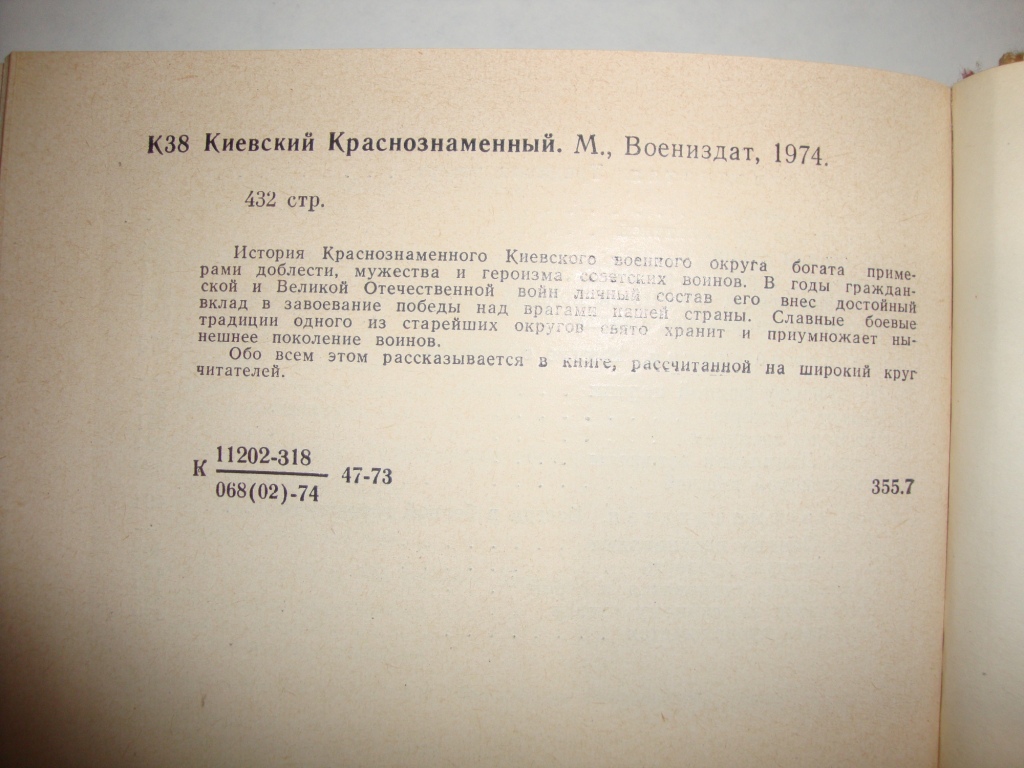 К38 Киевский Краснознаменный. М., Воениздат, 1974.
432 стр.
История Краснознаменного Киевского военного округа богата приме-
рами доблести, мужества и героизма советских воинов. В годы граждан-
ской и Великой Отечественной войн личный состав его внес достойный
вклад в завоевание победы над врагами нашей страны. Славные боевые
традиции одного из старейших округов свято хранит и приумножает ны-
нешнее поколение воинов.
Обо всем этом рассказывается в книге, рассчитанной на широкий круг
читателей.
11202-318
К 47-73
068(02)-74
355.7